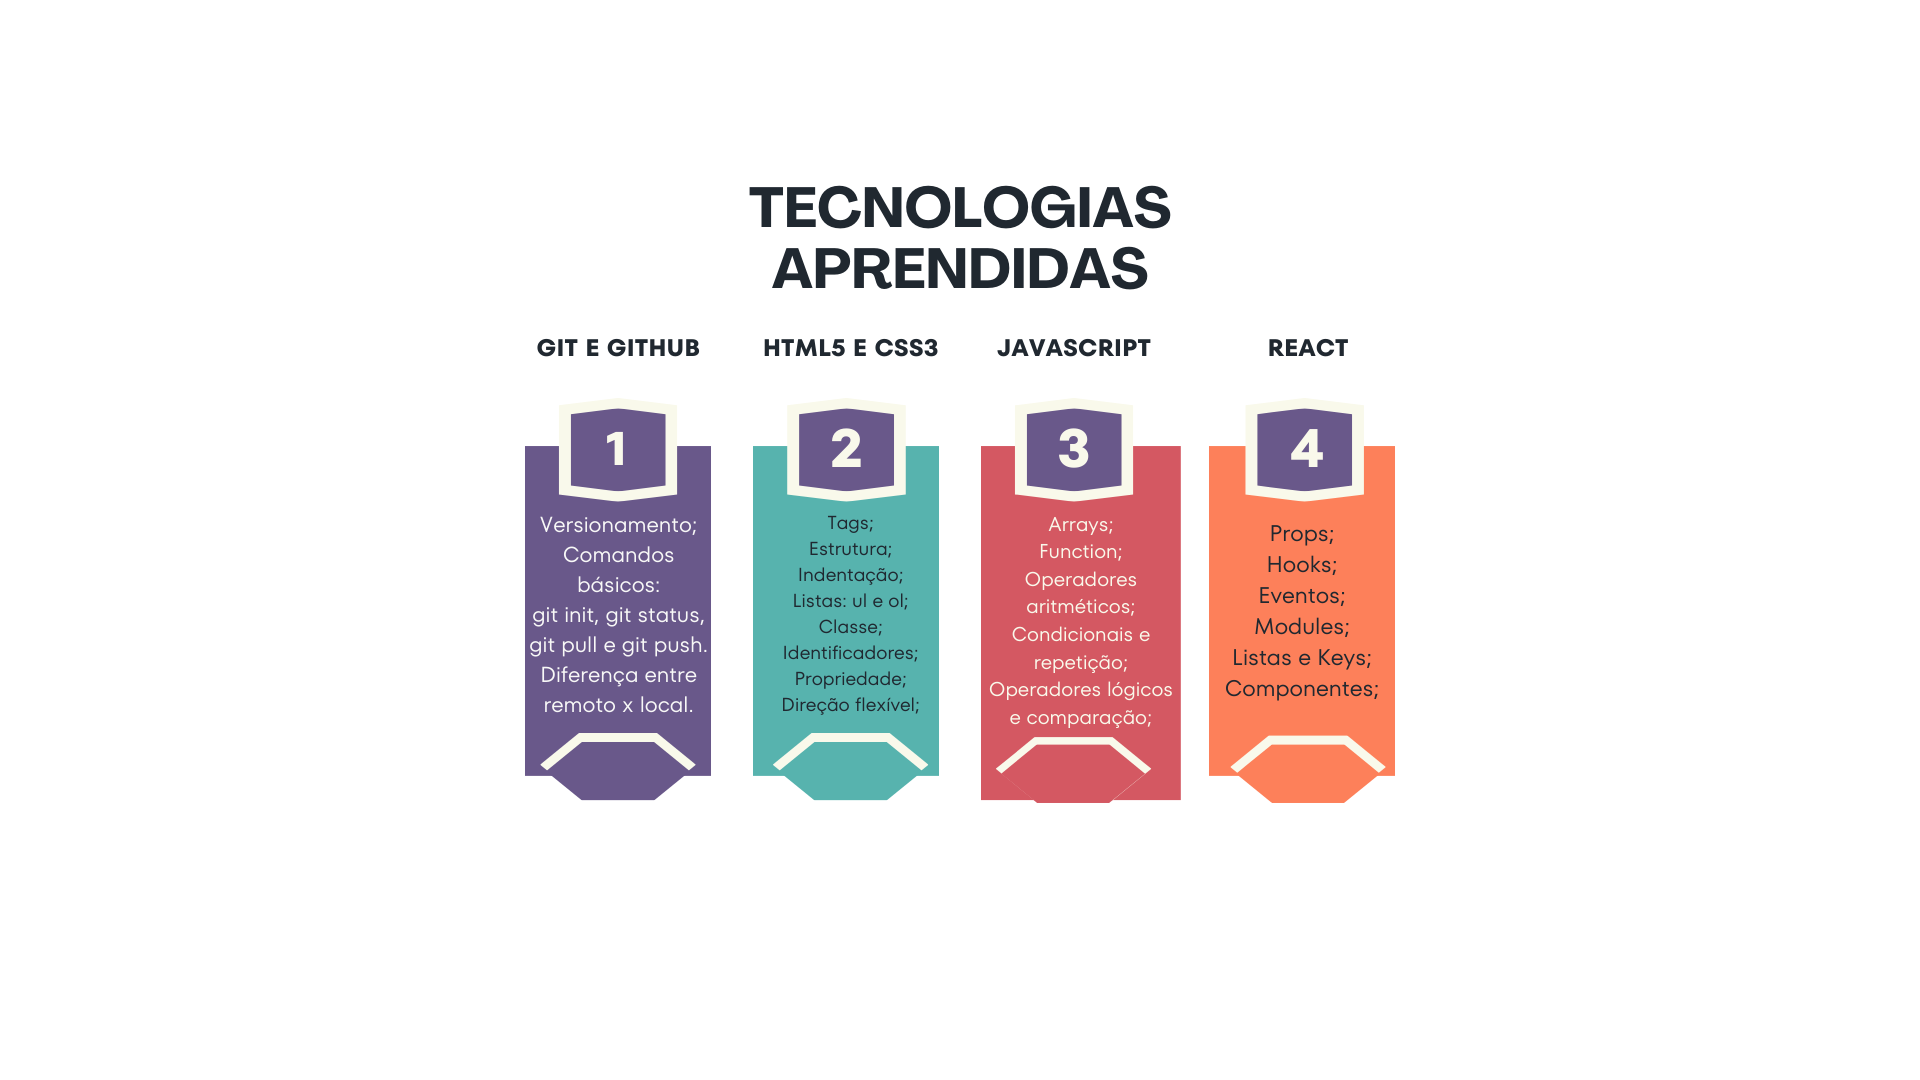 TECNOLOGIAS
APRENDIDAS
GIT E GITHUB
1
Versionamento;
Comandos
básicos:
git init, git status,
git pull e git push.
Diferença entre
remoto x local.
HTML5 E CSS3
2
Tags;
Estrutura;
Indentação;
Listas: ul e ol;
Classe;
Identificadores;
Propriedade;
Direção flexível;
JAVASCRIPT
3
Arrays;
Function;
Operadores
aritméticos;
Condicionais e
repetição;
Operadores lógicos
e comparação;
REACT
4
Props;
Hooks;
Eventos;
Modules;
Listas e Keys;
Componentes;